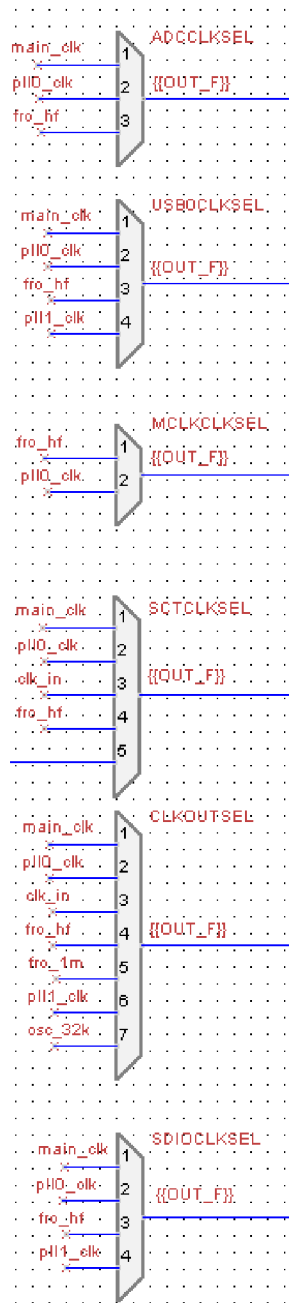 ADCCLKSEL
main_clk
1
pll0_clk
2
{{OUT_F}}
fro_hf
3
USB0CLKSEL
main_clk
1
pll0_clk
2
{{OUT_F}}
fro_hf
3
pll1_clk
4
MCLKCLKSEL
fro_hf
1
{{OUT_F}}
pll0_clk
2
SCTCLKSEL
main_clk
1
pll0_clk
2
clk_in
3
{{OUT_F}}
fro_hf
4
5
CLKOUTSEL
main_clk
1
pll0_clk
2
clk_in
3
fro_hf
4
{{OUT_F}}
fro_1m
5
pll1_clk
6
osc_32k
7
SDIOCLKSEL
main_clk
1
pll0_clk
2
{{OUT_F}}
fro_hf
3
pll1_clk
4